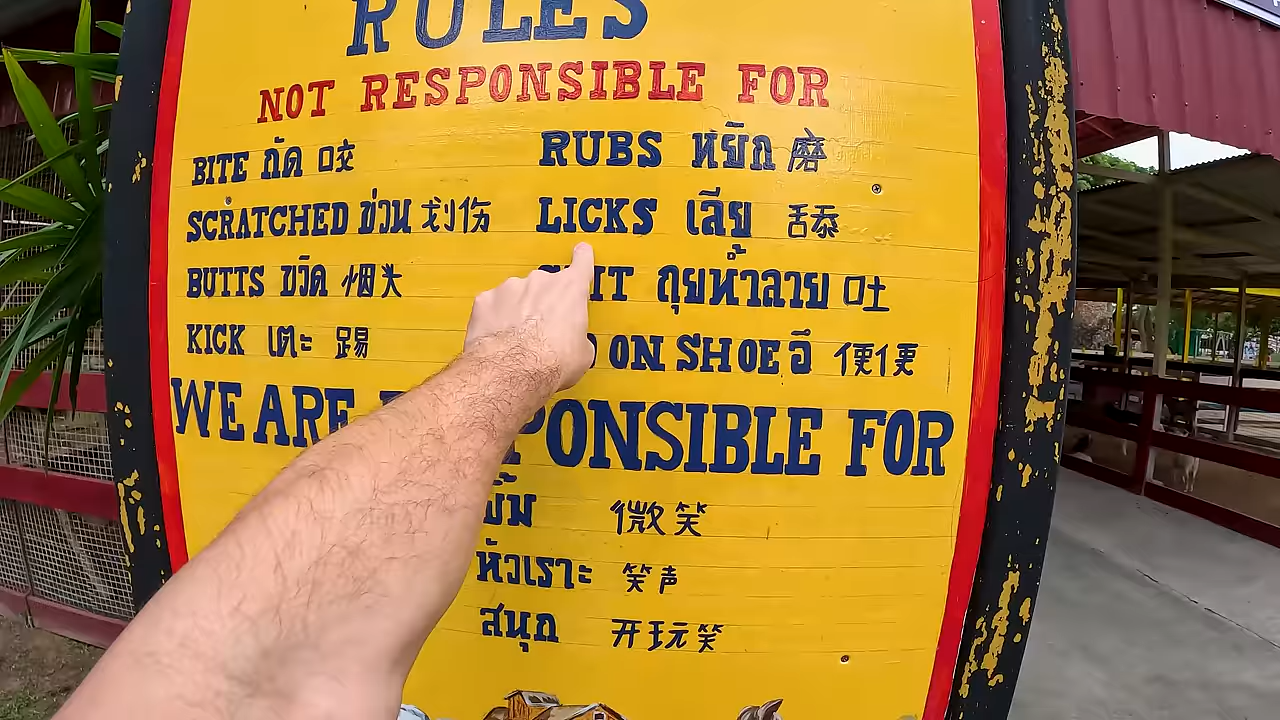 RULES
NOT RESPONSIBLE FOR
BITE กัด 咬
SCRATCHED ข่วน 划伤
BUTTS ขวิด 烟头
KICK เตะ 踢
RUBS หยิก 磨
LICKS เลีย 舔
ถุยน้ำลาย 吐
ON SHOE อึ 便便
WE ARE RESPONSIBLE FOR
ยิ้ม 微笑
หัวเราะ 笑声
สนุก 开玩笑